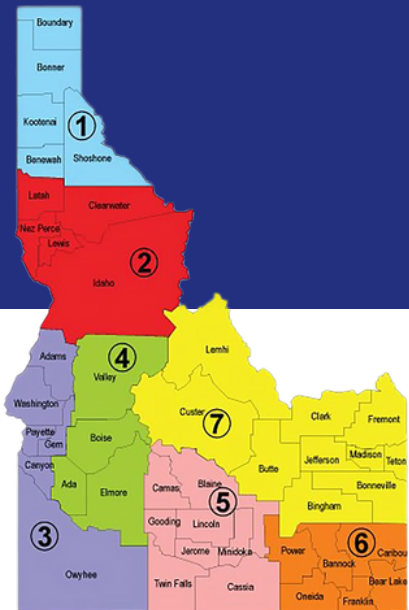 Boundary
Bonner
Kootenai
1
Benewah
Shoshone
Latah
Clearwater
Nez Perce
Lewis
2
Idaho
Adams
4
Valley
Lemhi
Washington
Custer
7
Clark
Fremont
Payette
Gem
Boise
Canyon
Butte
Jefferson
Madison
Teton
Bonneville
Ada
Elmore
Camas
Blaine
5
Bingham
Gooding
Lincoln
3
Jerome
Minidoka
Power
6
Bannock
Caribou
Owyhee
Twin Falls
Cassia
Oneida
Franklin
Bear Lake